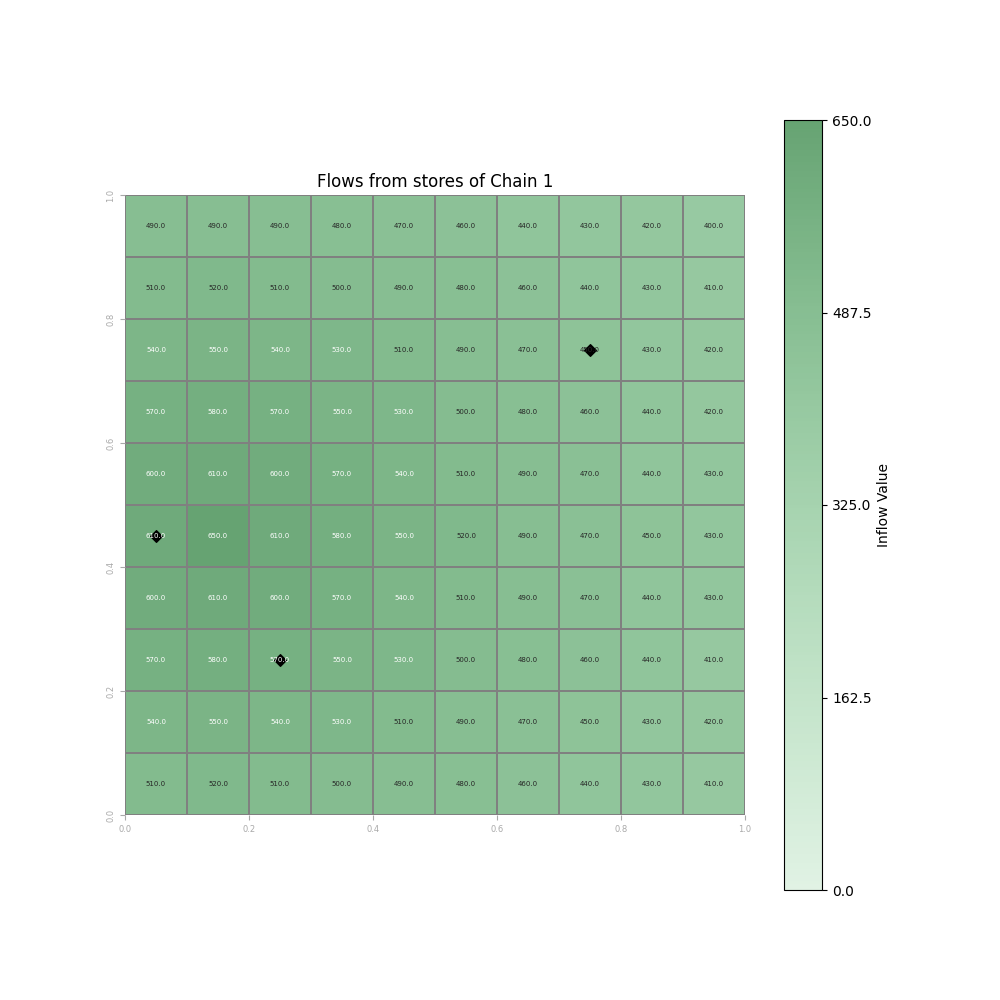 Flows from stores of Chain 1
1.0
490.0 490.0 490.0 480.0 470.0 460.0 440.0 430.0 420.0 400.0
510.0 520.0 510.0 500.0 490.0 480.0 460.0 440.0 430.0 410.0
0.8
540.0 550.0 540.0 530.0 510.0 490.0 470.0 430.0 420.0
570.0 580.0 570.0 550.0 530.0 500.0 480.0 460.0 440.0 420.0
0.6
600.0 610.0 600.0 570.0 540.0 510.0 490.0 470.0 440.0 430.0
650.0 610.0 580.0 550.0 520.0 490.0 470.0 450.0 430.0
0.4
600.0 610.0 600.0 570.0 540.0 510.0 490.0 470.0 440.0 430.0
570.0 580.0 570.0 550.0 530.0 500.0 480.0 460.0 440.0 410.0
0.2
540.0 550.0 540.0 530.0 510.0 490.0 470.0 450.0 430.0 420.0
510.0 520.0 510.0 500.0 490.0 480.0 460.0 440.0 430.0 410.0
0.0
0.0 0.2 0.4 0.6 0.8 1.0
650.0
487.5
325.0
162.5
0.0
Inflow Value